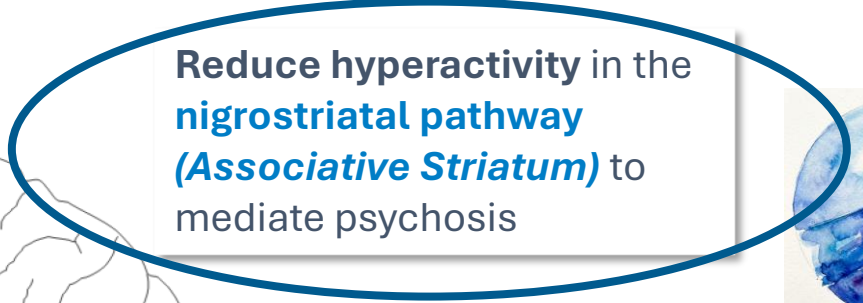 Reduce hyperactivity in the
nigrostriatal pathway
(Associative Striatum) to
mediate psychosis